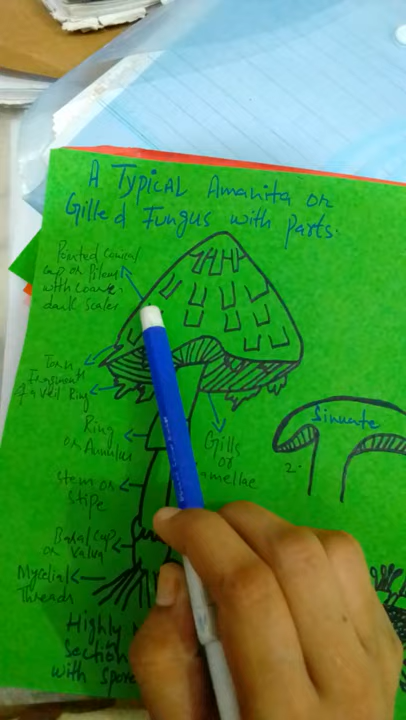 A Typical Amanita or
Gilled Fungus with parts.
Pointed conical
cap or Pileus
with coarse
dark scales
Torn
fragments
of a veil Ring
Ring
or Annulus
Gills
or
lamellae
Sinuate
2.
Stem or
Stipe
Basal cup
or Valva
Mycelial
Threads
Highly
Section
with spore